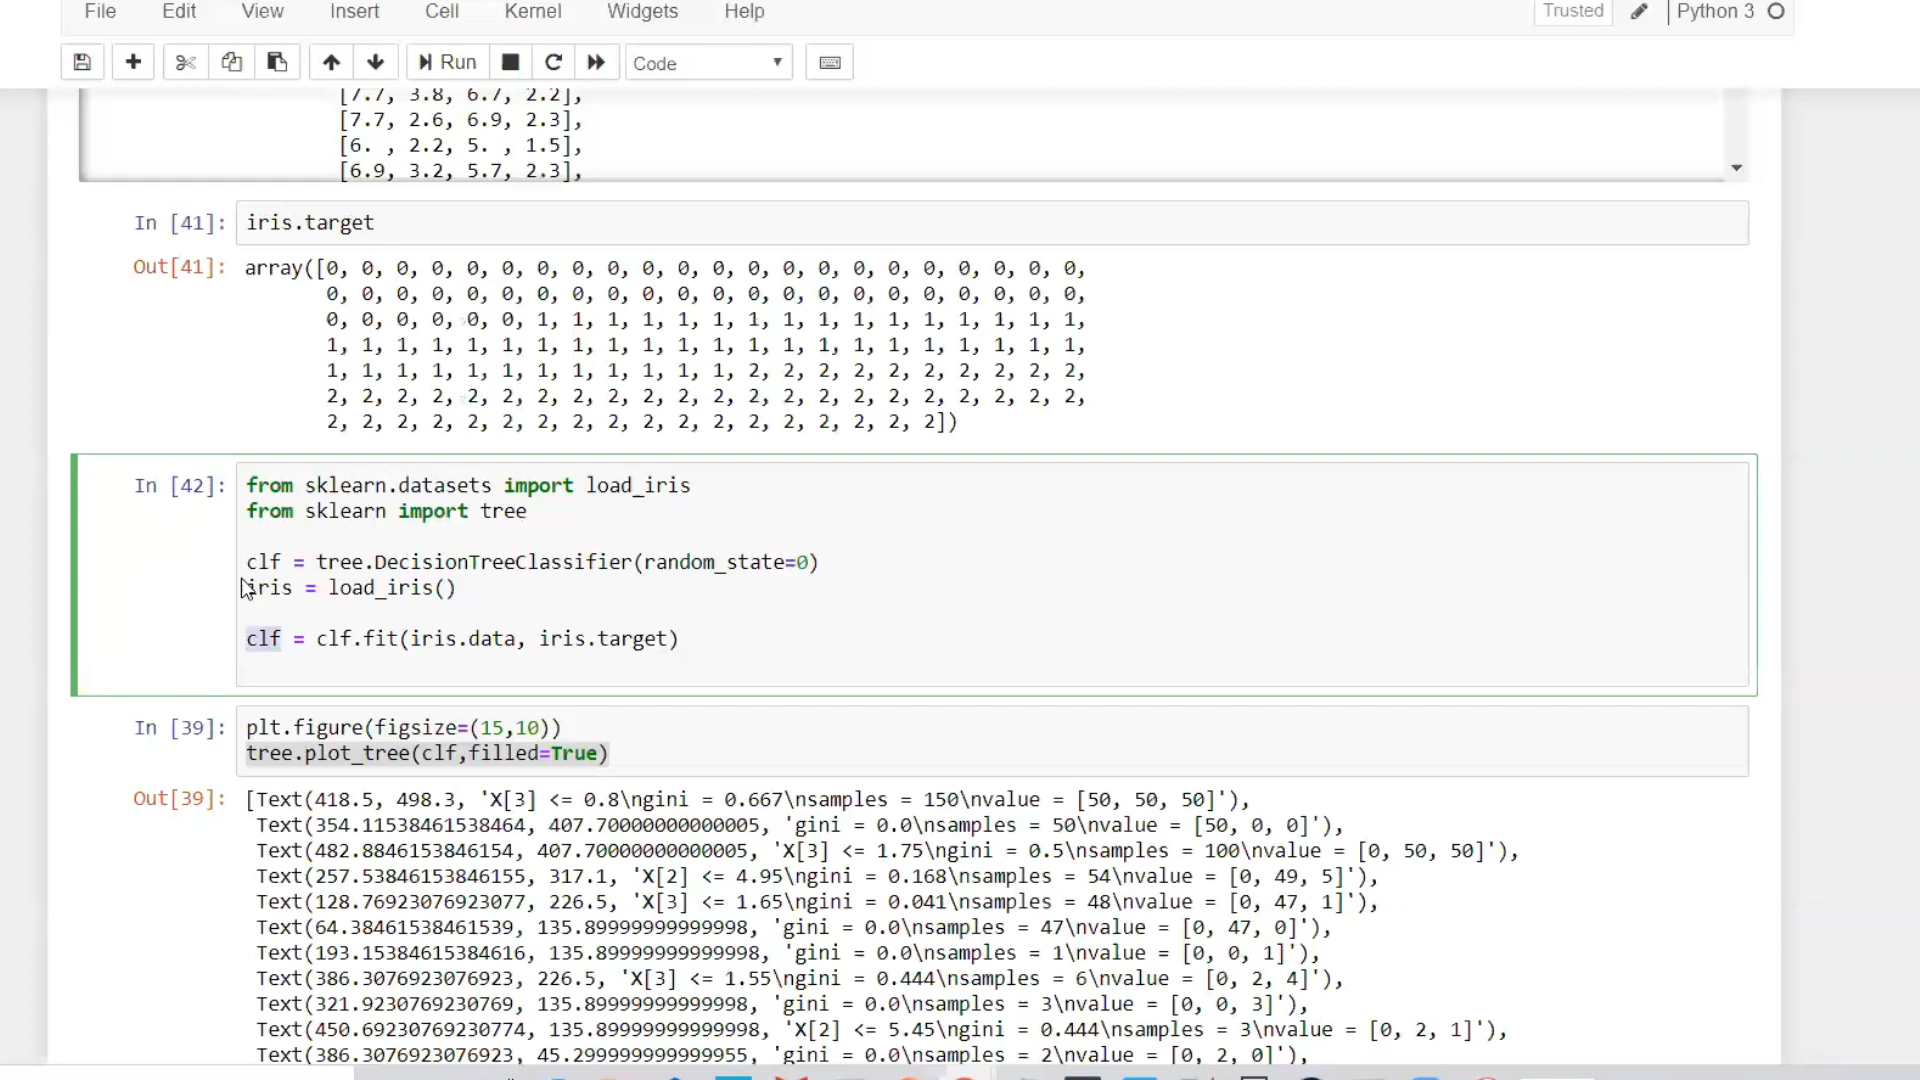 File Edit View Insert Cell Kernel Widgets Help Trusted Python 3
Run Code
[7.7, 3.8, 6.7, 2.2],
[7.7, 2.6, 6.9, 2.3],
[6. , 2.2, 5. , 1.5],
[6.9, 3.2, 5.7, 2.3],
In [41]: iris.target
Out[41]: array([0, 0, 0, 0, 0, 0, 0, 0, 0, 0, 0, 0, 0, 0, 0, 0, 0, 0, 0, 0, 0, 0,
0, 0, 0, 0, 0, 0, 0, 0, 0, 0, 0, 0, 0, 0, 0, 0, 0, 0, 0, 0, 0, 0,
0, 0, 0, 0, 0, 0, 1, 1, 1, 1, 1, 1, 1, 1, 1, 1, 1, 1, 1, 1, 1, 1,
1, 1, 1, 1, 1, 1, 1, 1, 1, 1, 1, 1, 1, 1, 1, 1, 1, 1, 1, 1, 1, 1,
1, 1, 1, 1, 1, 1, 1, 1, 1, 1, 1, 1, 2, 2, 2, 2, 2, 2, 2, 2, 2, 2,
2, 2, 2, 2, 2, 2, 2, 2, 2, 2, 2, 2, 2, 2, 2, 2, 2, 2, 2, 2, 2, 2,
2, 2, 2, 2, 2, 2, 2, 2, 2, 2, 2, 2, 2, 2, 2, 2, 2, 2])
In [42]: from sklearn.datasets import load_iris
from sklearn import tree
clf = tree.DecisionTreeClassifier(random_state=0)
iris = load_iris()
clf = clf.fit(iris.data, iris.target)
In [39]: plt.figure(figsize=(15,10))
tree.plot_tree(clf,filled=True)
Out[39]: [Text(418.5, 498.3, 'X[3] <= 0.8\ngini = 0.667\nsamples = 150\nvalue = [50, 50, 50]'),
Text(354.11538461538464, 407.70000000000005, 'gini = 0.0\nsamples = 50\nvalue = [50, 0, 0]'),
Text(482.8846153846154, 407.70000000000005, 'X[3] <= 1.75\ngini = 0.5\nsamples = 100\nvalue = [0, 50, 50]'),
Text(257.53846153846155, 317.1, 'X[2] <= 4.95\ngini = 0.168\nsamples = 54\nvalue = [0, 49, 5]'),
Text(128.76923076923077, 226.5, 'X[3] <= 1.65\ngini = 0.041\nsamples = 48\nvalue = [0, 47, 1]'),
Text(64.38461538461539, 135.89999999999998, 'gini = 0.0\nsamples = 47\nvalue = [0, 47, 0]'),
Text(193.15384615384616, 135.89999999999998, 'gini = 0.0\nsamples = 1\nvalue = [0, 0, 1]'),
Text(386.3076923076923, 226.5, 'X[3] <= 1.55\ngini = 0.444\nsamples = 6\nvalue = [0, 2, 4]'),
Text(321.9230769230769, 135.89999999999998, 'gini = 0.0\nsamples = 3\nvalue = [0, 0, 3]'),
Text(450.69230769230774, 135.89999999999998, 'X[2] <= 5.45\ngini = 0.444\nsamples = 3\nvalue = [0, 2, 1]'),
Text(386.3076923076923, 45.299999999999955, 'gini = 0.0\nsamples = 2\nvalue = [0, 2, 0]'),